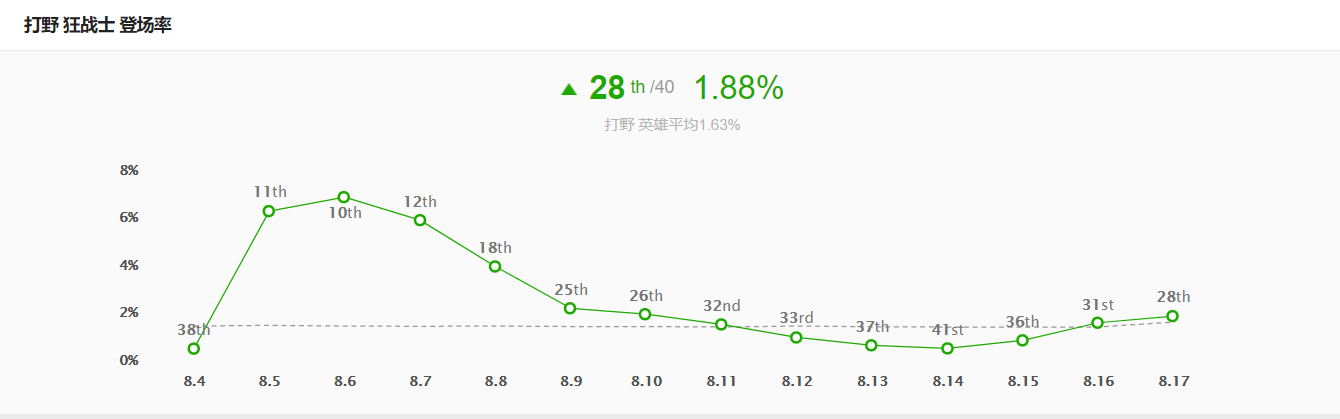 打野 狂战士 登场率
▲ 28 th /40 1.88%
打野 英雄平均1.63%
8%
11th
10th
12th
6%
18th
4%
25th
26th
32nd
33rd
37th
41st
36th
31st
28th
2%
38th
0%
8.4 8.5 8.6 8.7 8.8 8.9 8.10 8.11 8.12 8.13 8.14 8.15 8.16 8.17